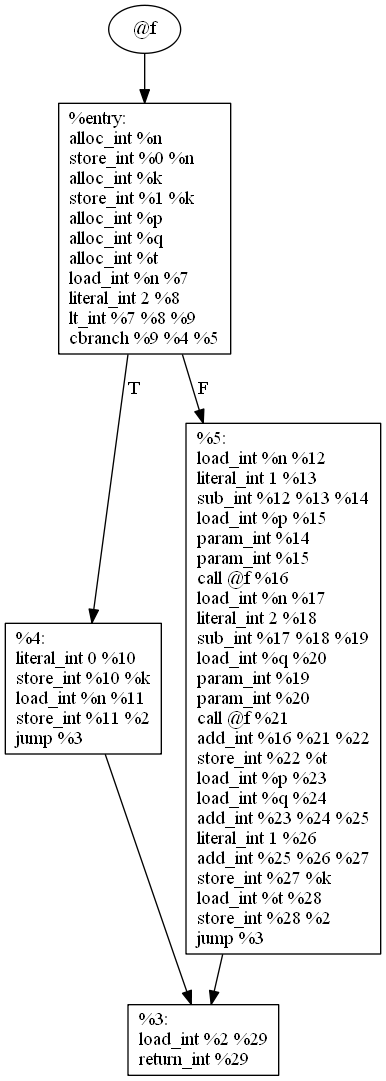 @f
%entry:
alloc_int %n
store_int %0 %n
alloc_int %k
store_int %1 %k
alloc_int %p
alloc_int %q
alloc_int %t
load_int %n %7
literal_int 2 %8
lt_int %7 %8 %9
cbranch %9 %4 %5
T
F
%5:
load_int %n %12
literal_int 1 %13
sub_int %12 %13 %14
load_int %p %15
param_int %14
param_int %15
call @f %16
load_int %n %17
literal_int 2 %18
sub_int %17 %18 %19
load_int %q %20
param_int %19
param_int %20
call @f %21
add_int %16 %21 %22
store_int %22 %t
load_int %p %23
load_int %q %24
add_int %23 %24 %25
literal_int 1 %26
add_int %25 %26 %27
store_int %27 %k
load_int %t %28
store_int %28 %2
jump %3
%4:
literal_int 0 %10
store_int %10 %k
load_int %n %11
store_int %11 %2
jump %3
%3:
load_int %2 %29
return_int %29